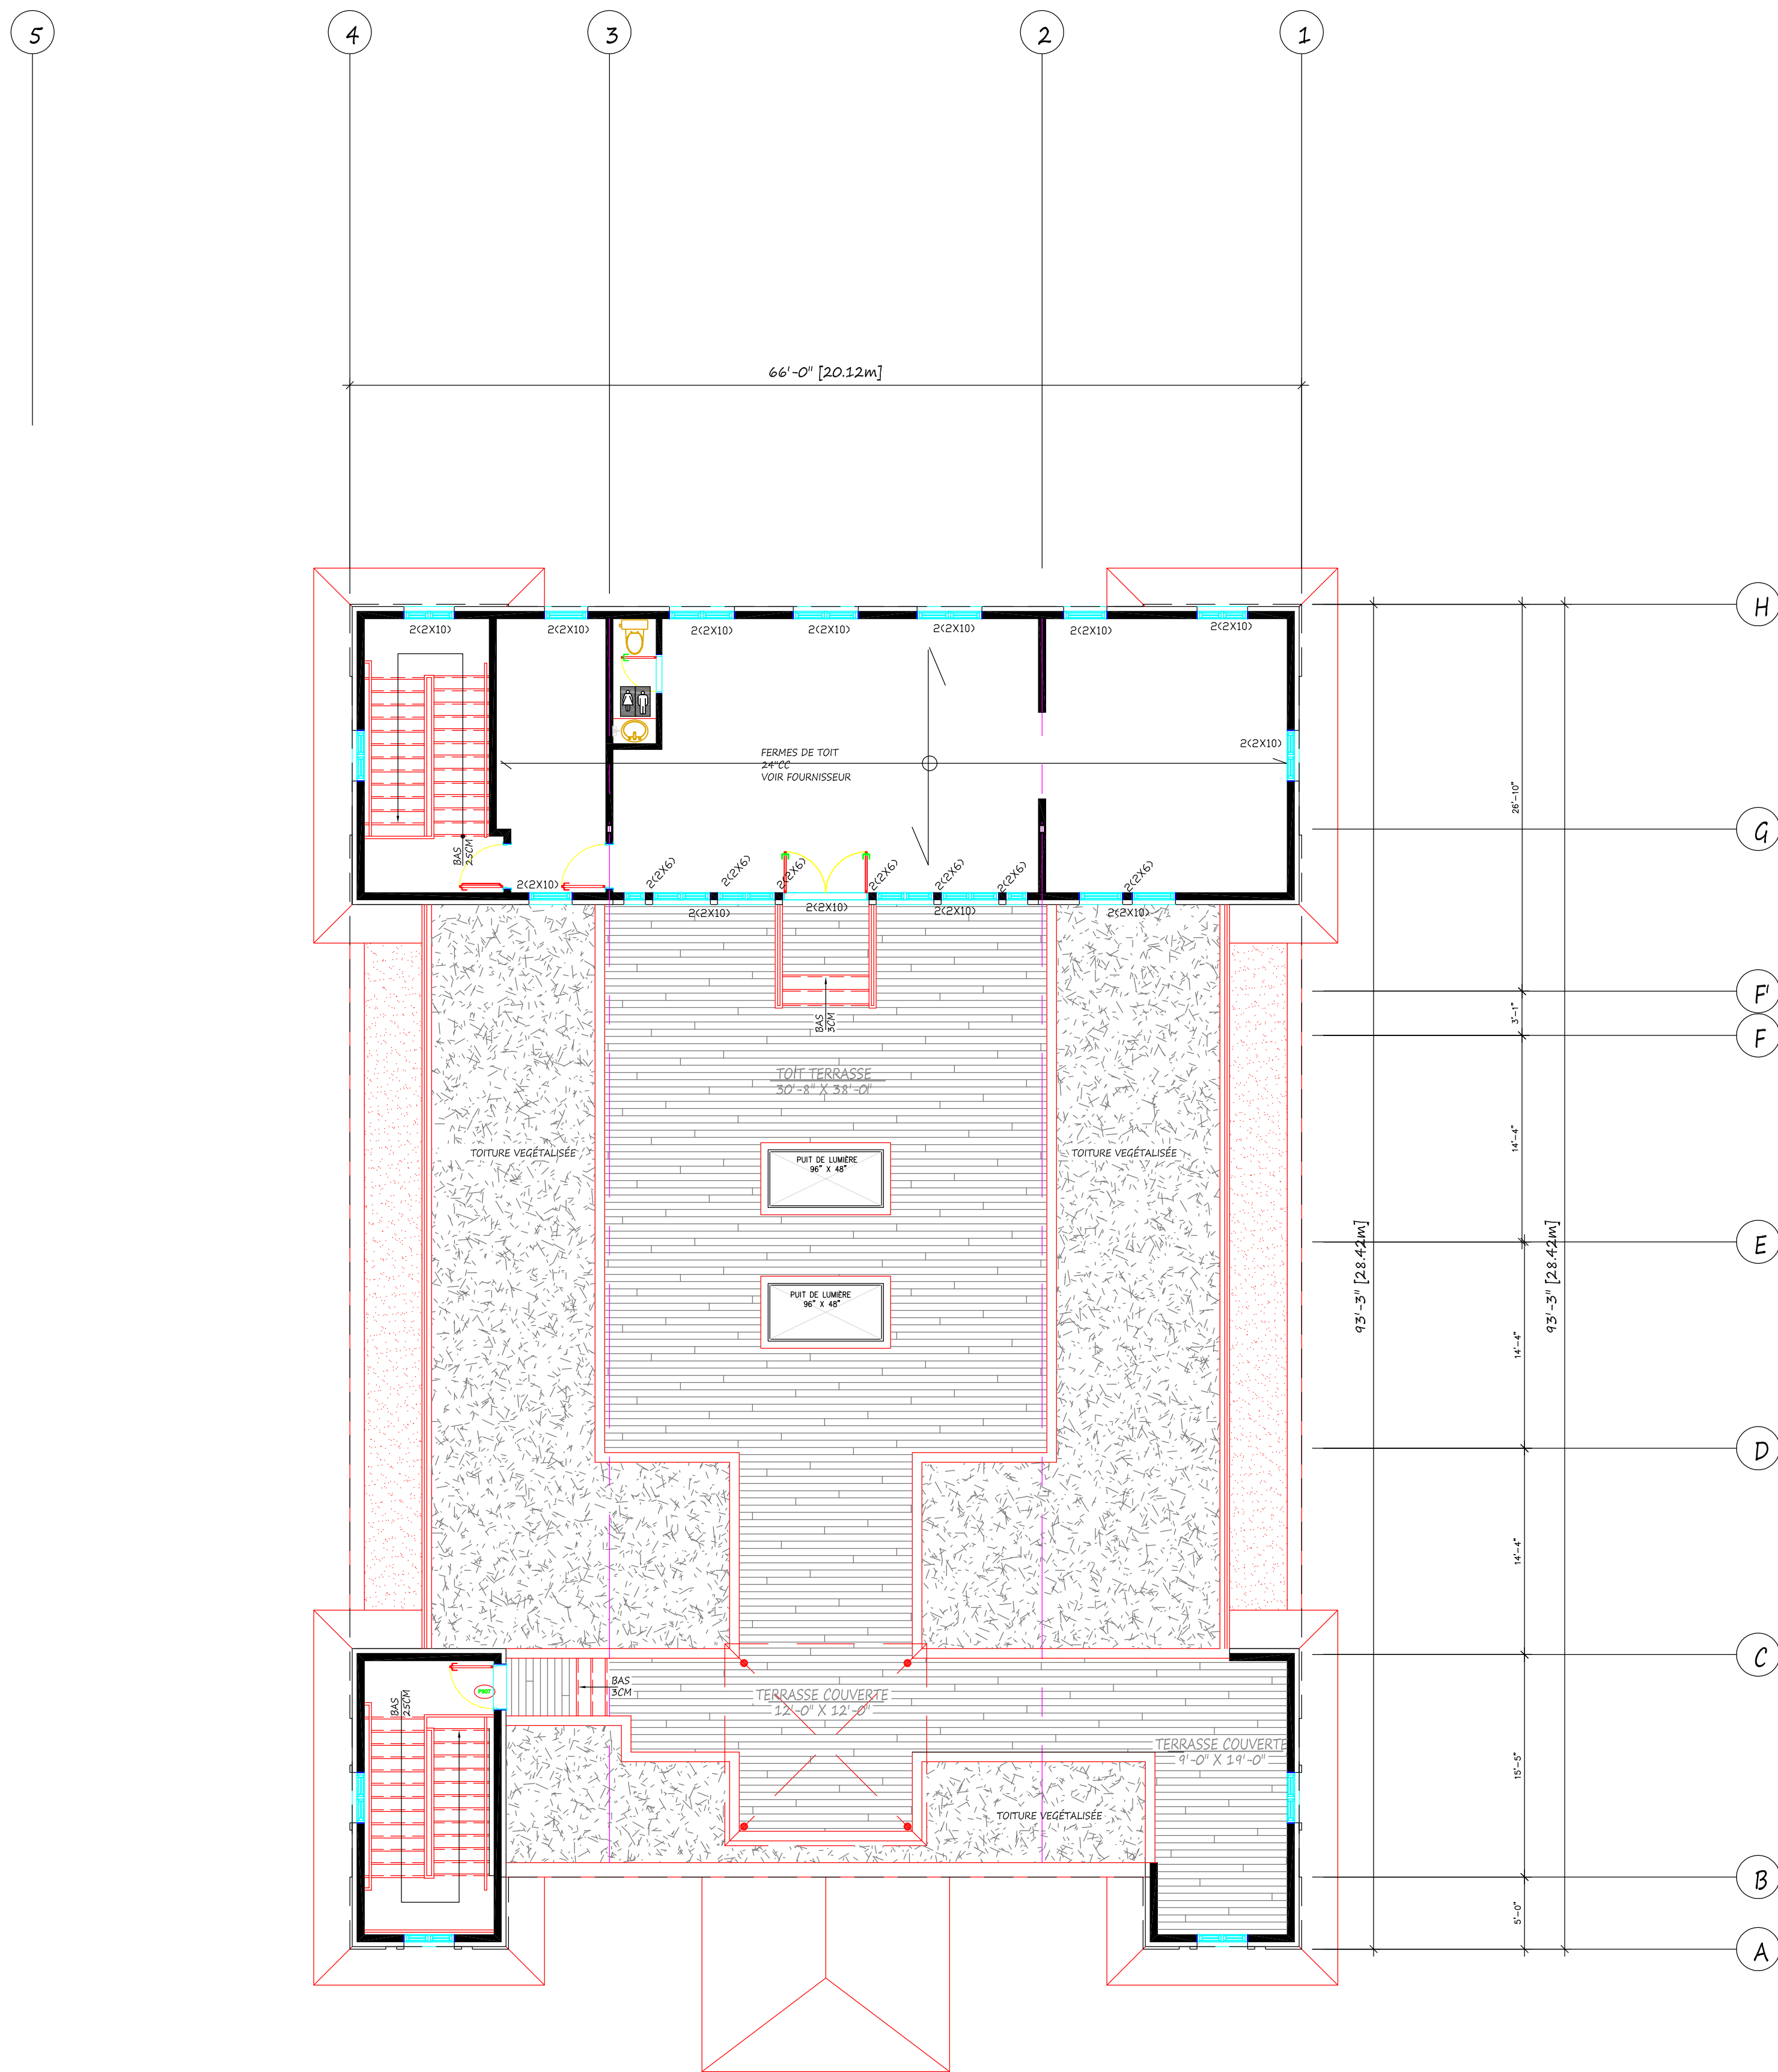 5
4
3
2
1
66'-0" [20.12m]
H
2(2X10)
2(2X10)
2(2X10)
2(2X10)
2(2X10)
2(2X10)
2(2X10)
2(2X10)
FERMES DE TOIT
24"CC
VOIR FOURNISSEUR
26'-10"
G
BAS
25CM
2(2X10)
2(2X6)
2(2X6)
2(2X6)
2(2X6)
2(2X6)
2(2X6)
2(2X6)
2(2X10)
2(2X10)
2(2X10)
2(2X10)
F'
3'-1"
F
BAS
3CM
TOIT TERRASSE
30'-8" X 38'-0"
14'-4"
TOITURE VEGÉTALISÉE
TOITURE VEGÉTALISÉE
PUIT DE LUMIÈRE
96" X 48"
E
93'-3" [28.42m]
93'-3" [28.42m]
PUIT DE LUMIÈRE
96" X 48"
14'-4"
D
14'-4"
C
P907
BAS
25CM
BAS
3CM
TERRASSE COUVERTE
12'-0" X 12'-0"
TERRASSE COUVERTE
9'-0" X 19'-0"
15'-5"
TOITURE VEGÉTALISÉE
B
5'-0"
A